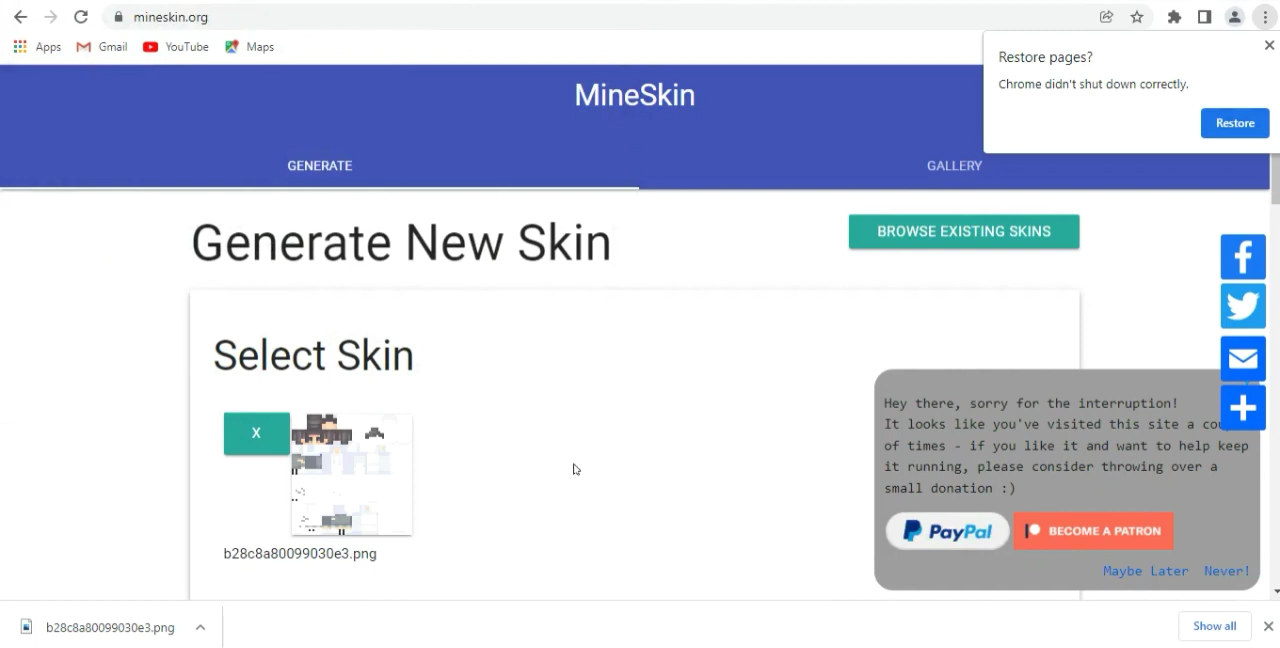 mineskin.org
Apps Gmail YouTube Maps
Restore pages?
Chrome didn't shut down correctly.
Restore
MineSkin
GENERATE GALLERY
Generate New Skin
BROWSE EXISTING SKINS
Select Skin
X
b28c8a80099030e3.png
Hey there, sorry for the interruption!
It looks like you've visited this site a cou
of times - if you like it and want to help keep
it running, please consider throwing over a
small donation :)
PayPal BECOME A PATRON
Maybe Later Never!
b28c8a80099030e3.png
Show all